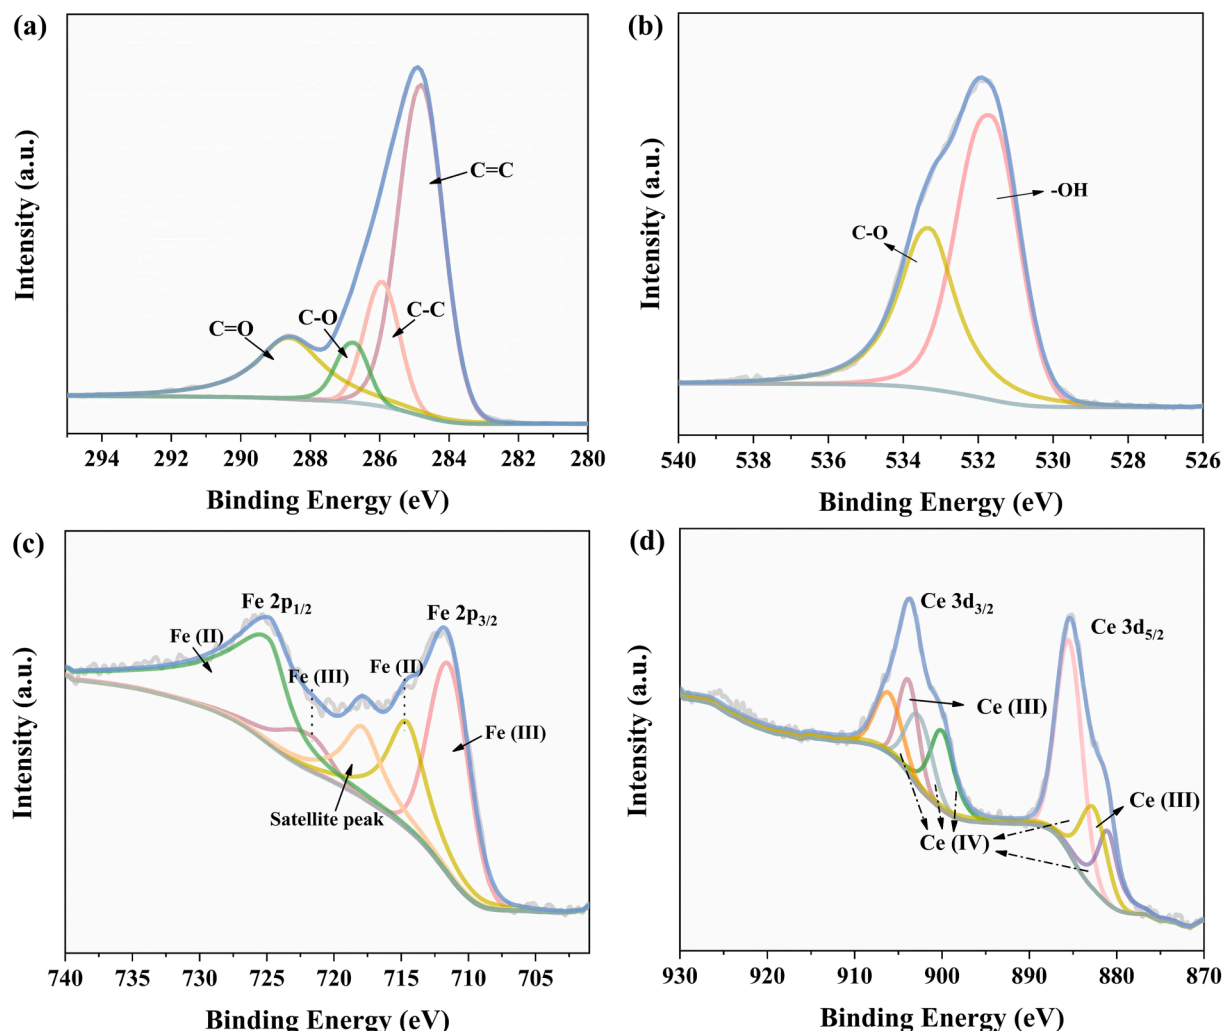 (a)
Intensity (a.u.)
C=C
C=O
C-O
C-C
294 292 290 288 286 284 282 280
Binding Energy (eV)
(b)
Intensity (a.u.)
-OH
C-O
540 538 536 534 532 530 528 526
Binding Energy (eV)
(c)
Intensity (a.u.)
Fe 2p1/2
Fe 2p3/2
Fe (II)
Fe (III)
Fe (II)
Fe (III)
Satellite peak
740 735 730 725 720 715 710 705
Binding Energy (eV)
(d)
Intensity (a.u.)
Ce 3d3/2
Ce 3d5/2
Ce (III)
Ce (III)
Ce (IV)
930 920 910 900 890 880 870
Binding Energy (eV)